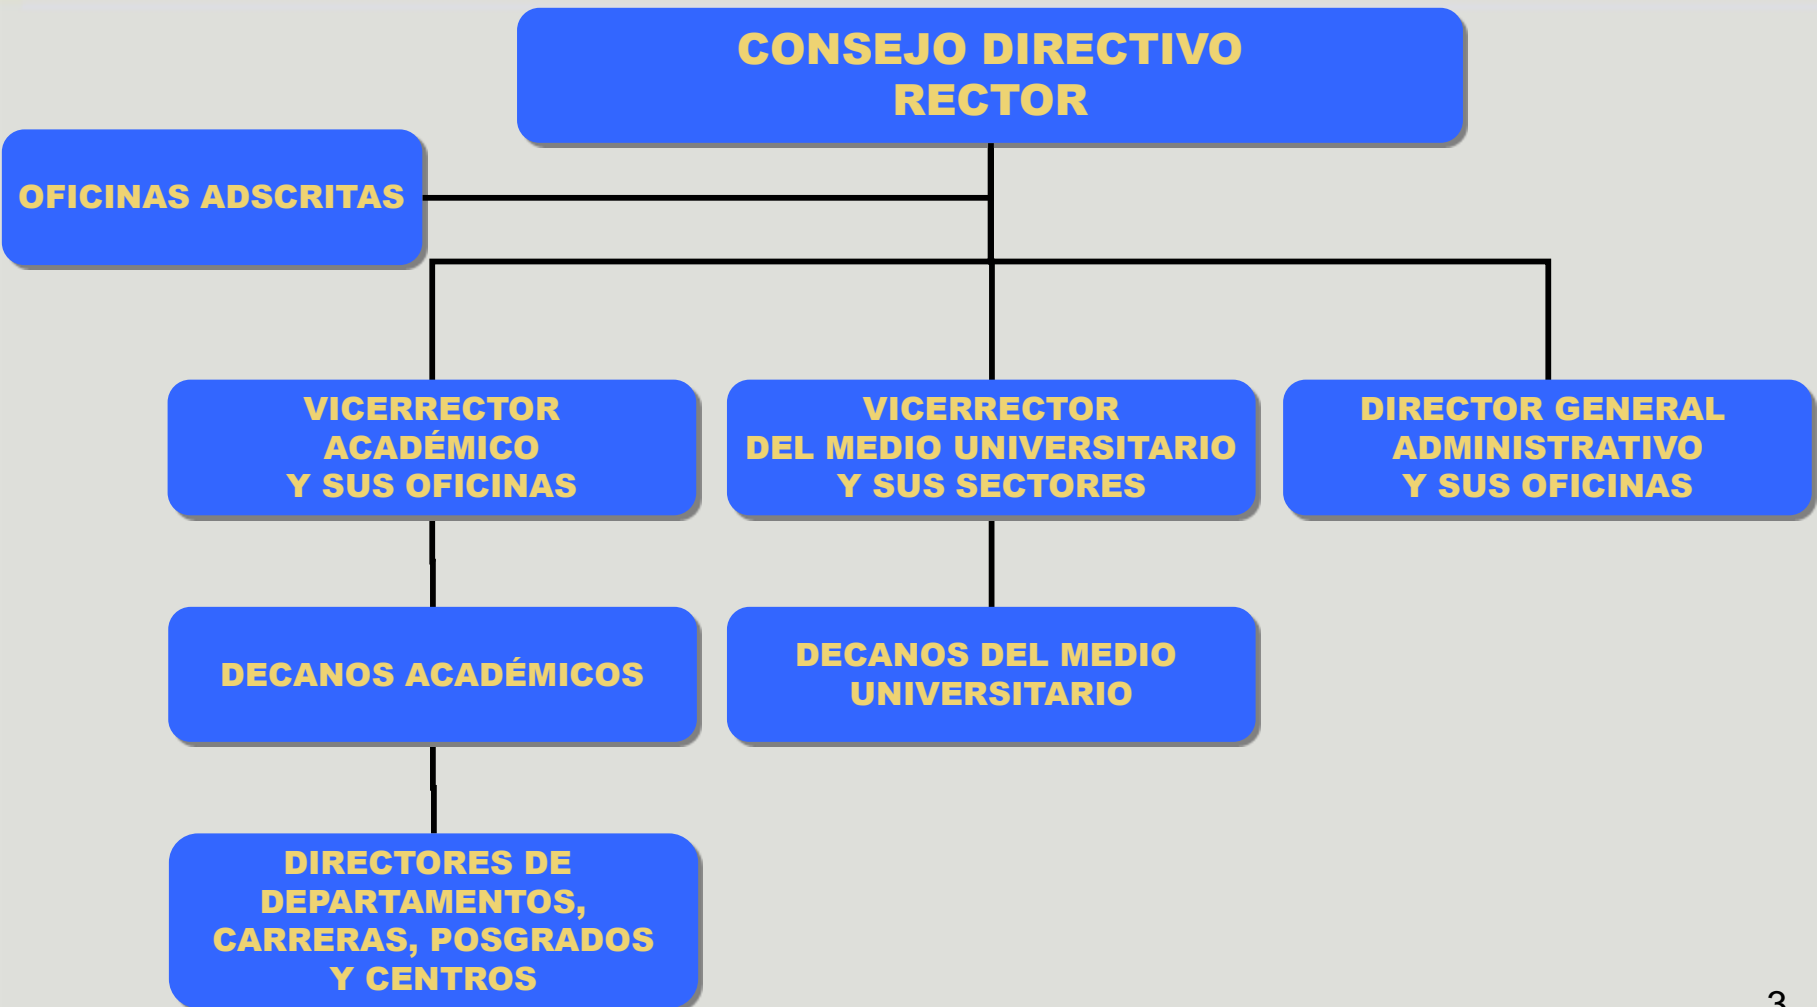 CONSEJO DIRECTIVO
RECTOR
OFICINAS ADSCRITAS
VICERRECTOR
ACADÉMICO
Y SUS OFICINAS
VICERRECTOR
DEL MEDIO UNIVERSITARIO
Y SUS SECTORES
DIRECTOR GENERAL
ADMINISTRATIVO
Y SUS OFICINAS
DECANOS ACADÉMICOS
DECANOS DEL MEDIO
UNIVERSITARIO
DIRECTORES DE
DEPARTAMENTOS,
CARRERAS, POSGRADOS
Y CENTROS
3